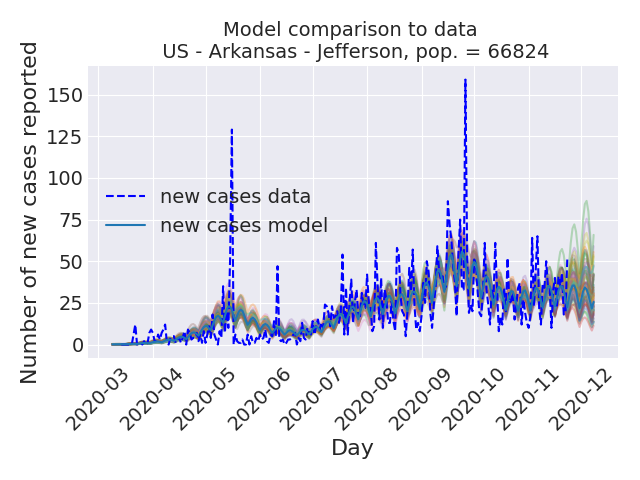 Model comparison to data
US - Arkansas - Jefferson, pop. = 66824
Number of new cases reported
150
125
100
75
50
25
0
new cases data
new cases model
2020-03
2020-04
2020-05
2020-06
2020-07
2020-08
2020-09
2020-10
2020-11
2020-12
Day